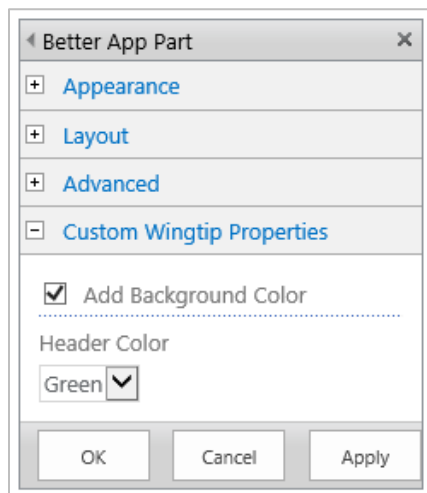 Better App Part
Appearance
Layout
Advanced
Custom Wingtip Properties
Add Background Color
Header Color
Green
OK Cancel Apply